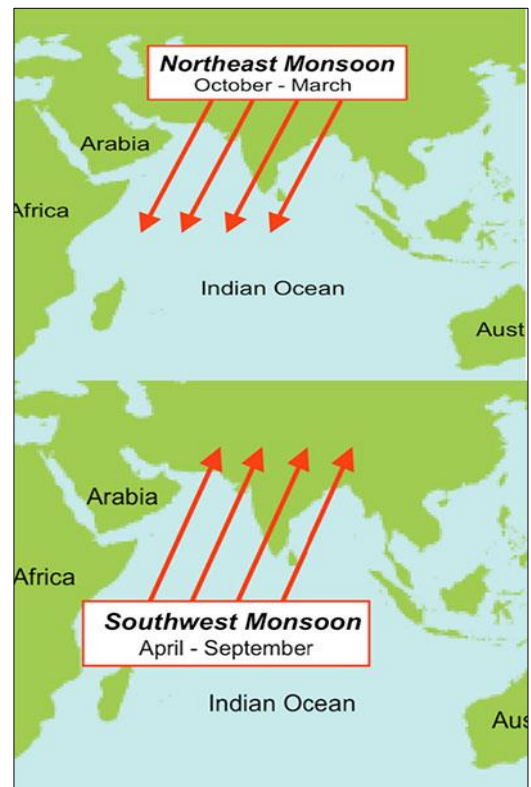 Northeast Monsoon
October - March
Arabia
Africa
Indian Ocean
Aust
Arabia
Africa
Southwest Monsoon
April - September
Indian Ocean
Aus